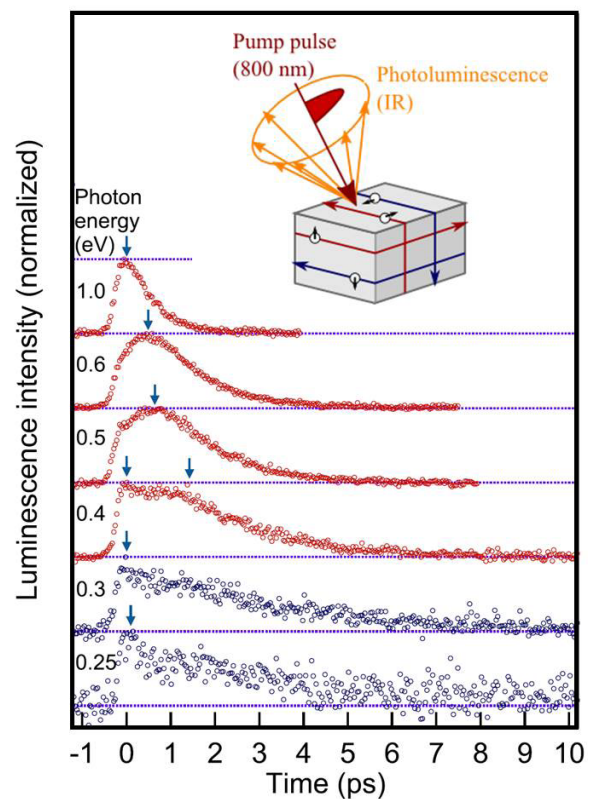 Pump pulse
(800 nm)
Photoluminescence
(IR)
Luminescence intensity (normalized)
Photon
energy
(eV)
1.0
0.6
0.5
0.4
0.3
0.25
-1 0 1 2 3 4 5 6 7 8 9 10
Time (ps)